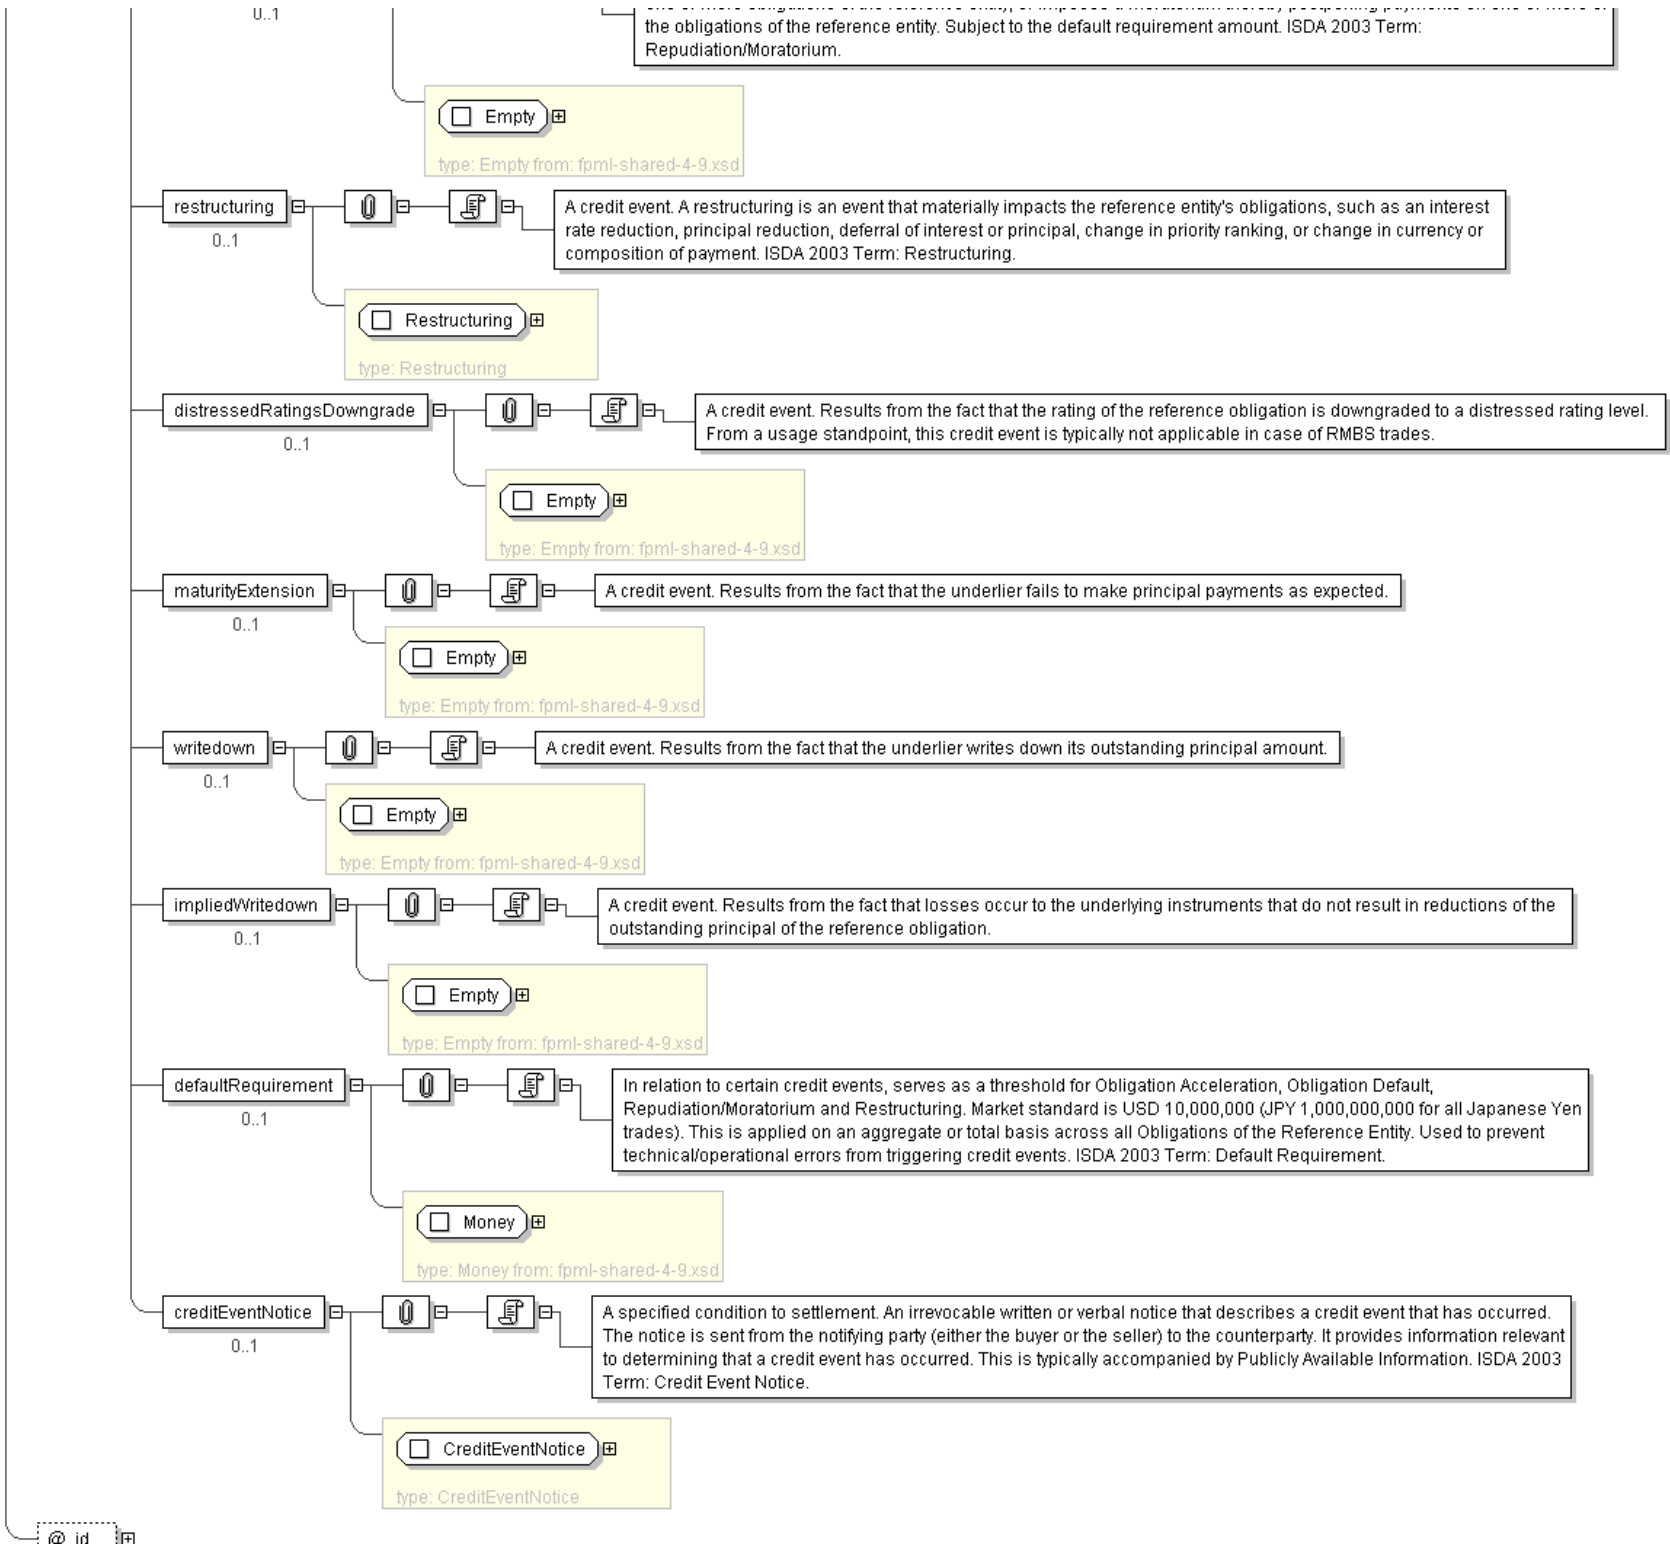 0..1
the obligations of the reference entity. Subject to the default requirement amount. ISDA 2003 Term:
Repudiation/Moratorium.
Empty
type: Empty from: fpml-shared-4-9.xsd
restructuring
0..1
A credit event. A restructuring is an event that materially impacts the reference entity's obligations, such as an interest
rate reduction, principal reduction, deferral of interest or principal, change in priority ranking, or change in currency or
composition of payment. ISDA 2003 Term: Restructuring.
Restructuring
type: Restructuring
distressedRatingsDowngrade
0..1
A credit event. Results from the fact that the rating of the reference obligation is downgraded to a distressed rating level.
From a usage standpoint, this credit event is typically not applicable in case of RMBS trades.
Empty
type: Empty from: fpml-shared-4-9.xsd
maturityExtension
0..1
A credit event. Results from the fact that the underlier fails to make principal payments as expected.
Empty
type: Empty from: fpml-shared-4-9.xsd
writedown
0..1
A credit event. Results from the fact that the underlier writes down its outstanding principal amount.
Empty
type: Empty from: fpml-shared-4-9.xsd
impliedWritedown
0..1
A credit event. Results from the fact that losses occur to the underlying instruments that do not result in reductions of the
outstanding principal of the reference obligation.
Empty
type: Empty from: fpml-shared-4-9.xsd
defaultRequirement
0..1
In relation to certain credit events, serves as a threshold for Obligation Acceleration, Obligation Default,
Repudiation/Moratorium and Restructuring. Market standard is USD 10,000,000 (JPY 1,000,000,000 for all Japanese Yen
trades). This is applied on an aggregate or total basis across all Obligations of the Reference Entity. Used to prevent
technical/operational errors from triggering credit events. ISDA 2003 Term: Default Requirement.
Money
type: Money from: fpml-shared-4-9.xsd
creditEventNotice
0..1
A specified condition to settlement. An irrevocable written or verbal notice that describes a credit event that has occurred.
The notice is sent from the notifying party (either the buyer or the seller) to the counterparty. It provides information relevant
to determining that a credit event has occurred. This is typically accompanied by Publicly Available Information. ISDA 2003
Term: Credit Event Notice.
CreditEventNotice
type: CreditEventNotice
@ id